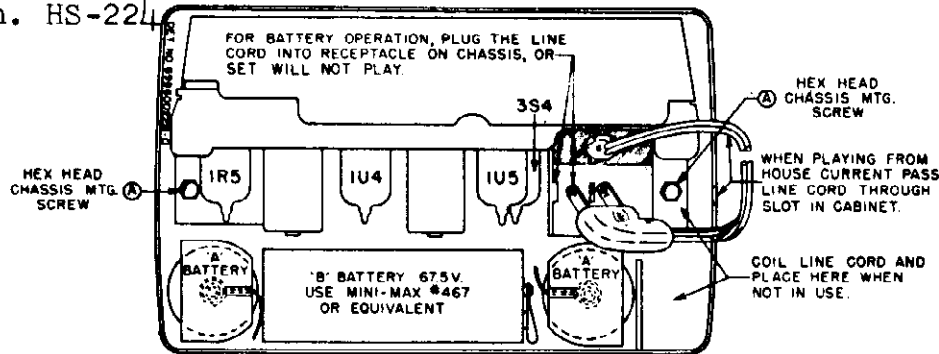 n. HS-224
FOR BATTERY OPERATION, PLUG THE LINE
CORD INTO RECEPTACLE ON CHASSIS, OR
SET WILL NOT PLAY.
3S4
HEX HEAD
Ⓐ CHASSIS MTG.
SCREW
HEX HEAD
CHASSIS MTG. Ⓐ
SCREW
1R5
1U4
1U5
WHEN PLAYING FROM
HOUSE CURRENT PASS
LINE CORD THROUGH
SLOT IN CABINET.
"A"
BATTERY
"B" BATTERY 67.5V.
USE MINI-MAX #467
OR EQUIVALENT
"A"
BATTERY
COIL LINE CORD AND
PLACE HERE WHEN
NOT IN USE.